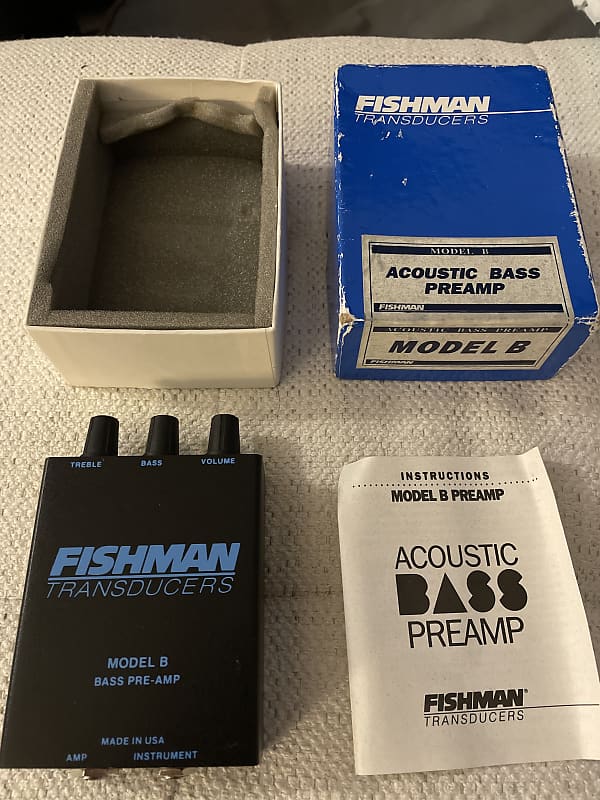 FISHMAN
TRANSDUCERS
MODEL B
ACOUSTIC BASS
PREAMP
FISHMAN
ACOUSTIC BASS PREAMP
MODEL B
FISHMAN
TREBLE BASS VOLUME
FISHMAN
TRANSDUCERS
MODEL B
BASS PRE-AMP
MADE IN USA
AMP INSTRUMENT
INSTRUCTIONS
MODEL B PREAMP
ACOUSTIC
BASS
PREAMP
FISHMAN®
TRANSDUCERS